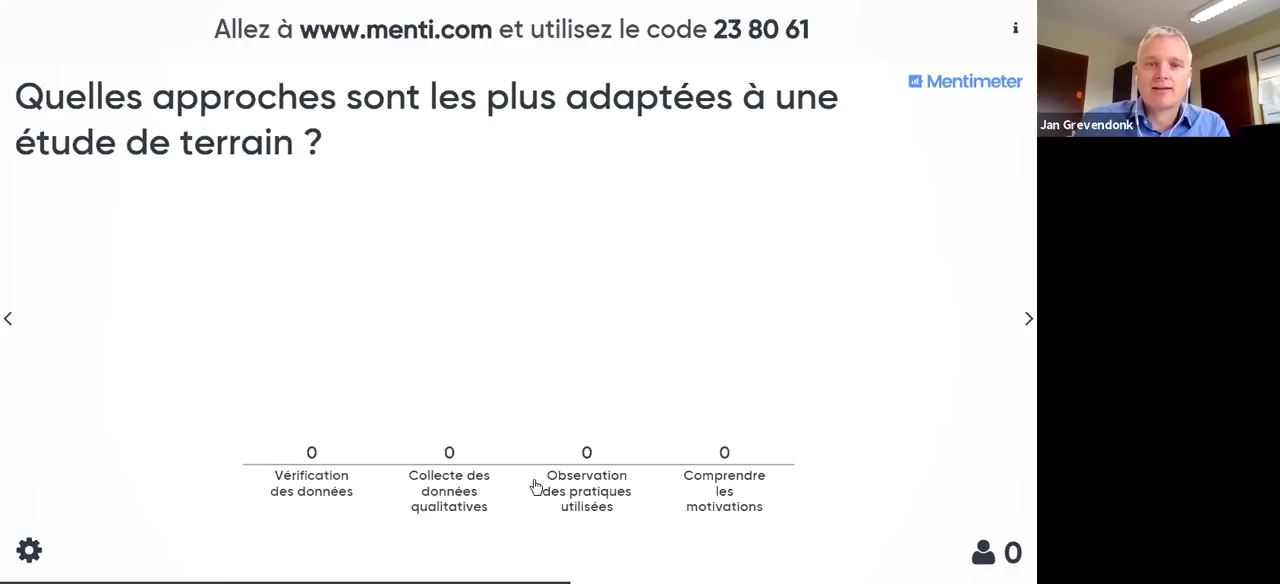 Allez à www.menti.com et utilisez le code 23 80 61
Mentimeter
Quelles approches sont les plus adaptées à une
étude de terrain ?
Jan Grevendonk
0 0 0 0
Vérification
des données
Collecte des
données
qualitatives
Observation
des pratiques
utilisées
Comprendre
les
motivations
0